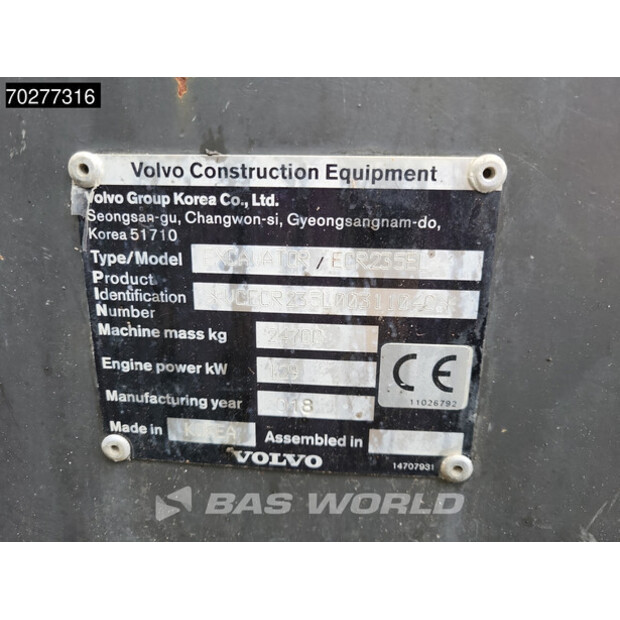 70277316
Volvo Construction Equipment
Volvo Group Korea Co., Ltd.
Seongsan-gu, Changwon-si, Gyeongsangnam-do,
Korea 51710
Type/Model / ECR235EL
Product
Identification
Number
Machine mass kg
Engine power kW
Manufacturing year
CE
11026792
Made in KOREA Assembled in
VOLVO
14707931
BAS WORLD